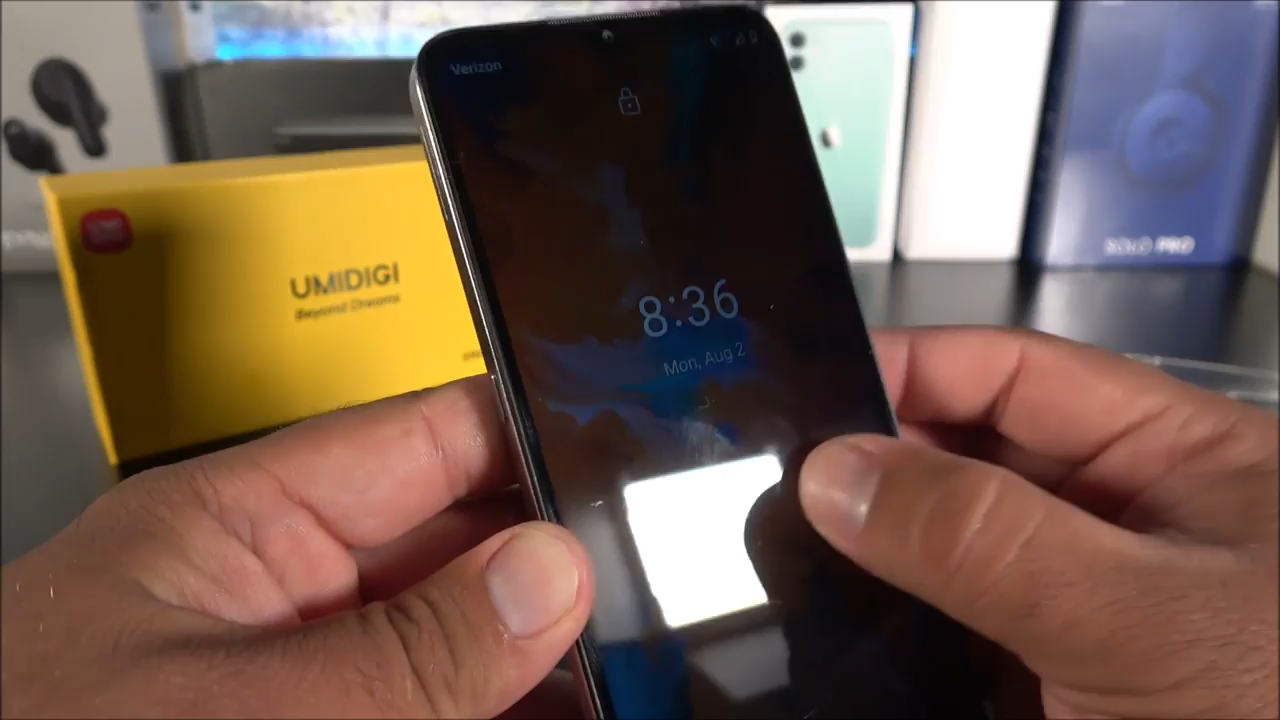 Verizon
8:36
Mon, Aug 2
UMIDIGI
Beyond Dreams
SOLO PRO